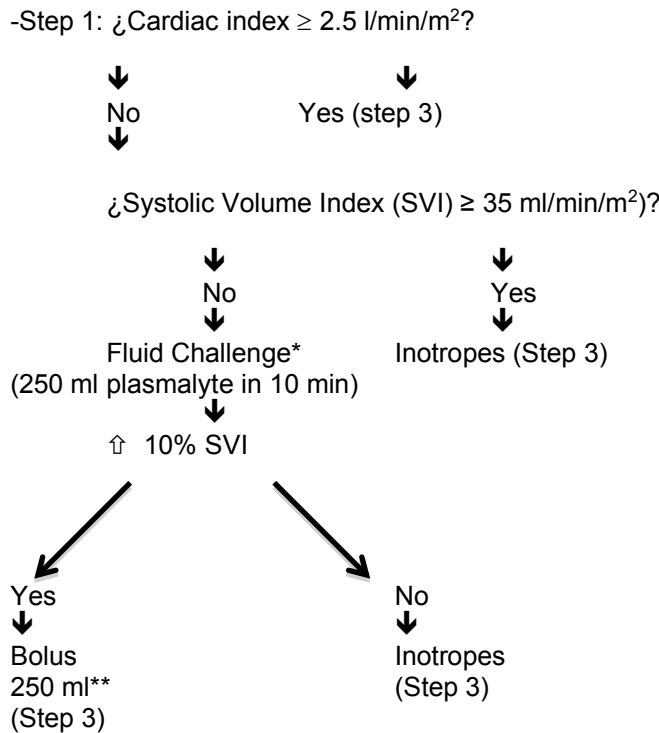 -Step 1: ¿Cardiac index ≥ 2.5 l/min/m²?
No Yes (step 3)
¿Systolic Volume Index (SVI) ≥ 35 ml/min/m²)?
No Yes
Fluid Challenge* Inotropes (Step 3)
(250 ml plasmalyte in 10 min)
⇧ 10% SVI
Yes No
Bolus Inotropes
250 ml** (Step 3)
(Step 3)